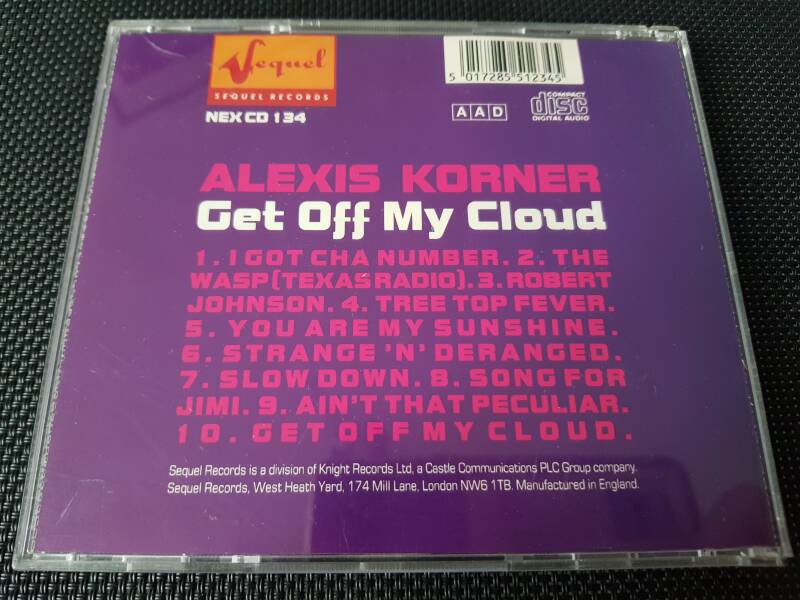 Sequel
SEQUEL RECORDS
NEX CD 134
5 017285 512345
AAD
COMPACT
disc
DIGITAL AUDIO
ALEXIS KORNER
Get Off My Cloud
1. I GOT CHA NUMBER. 2. THE
WASP (TEXAS RADIO). 3. ROBERT
JOHNSON. 4. TREE TOP FEVER.
5. YOU ARE MY SUNSHINE.
6. STRANGE 'N' DERANGED.
7. SLOW DOWN. 8. SONG FOR
JIMI. 9. AIN'T THAT PECULIAR.
10. GET OFF MY CLOUD.
Sequel Records is a division of Knight Records Ltd, a Castle Communications PLC Group company.
Sequel Records, West Heath Yard, 174 Mill Lane, London NW6 1TB. Manufactured in England.